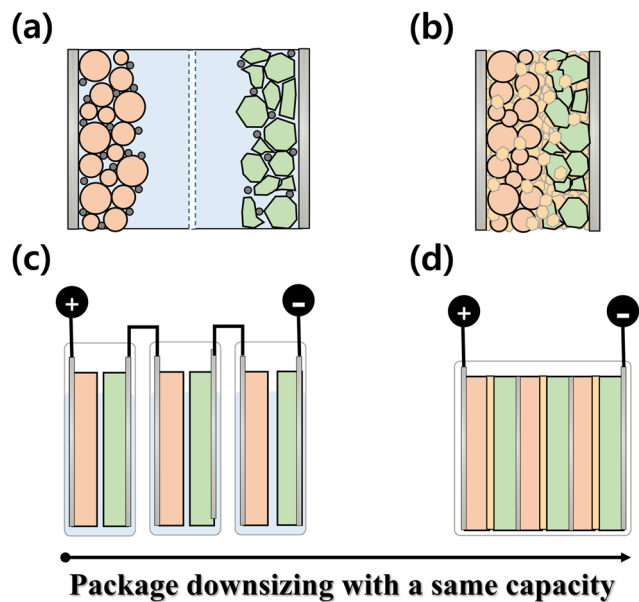 (a)
(b)
(c)
(d)
+
-
+
-
Package downsizing with a same capacity